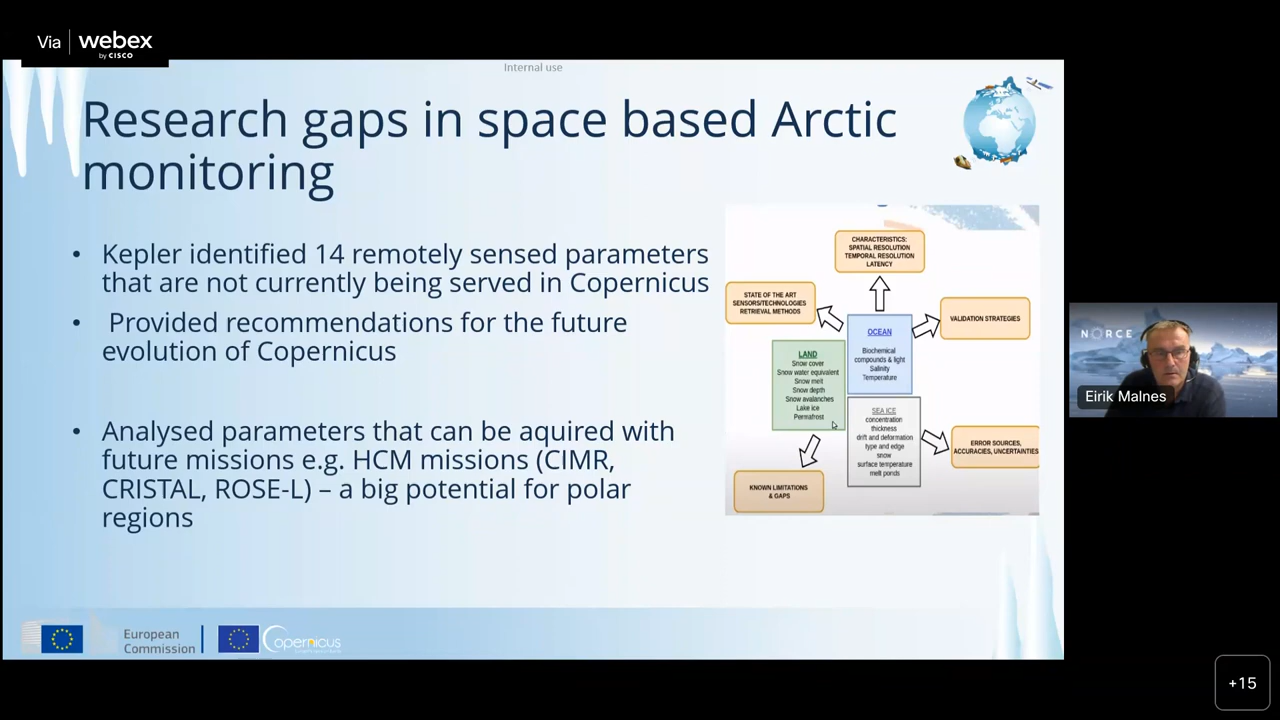 Via webex
by CISCO
Internal use
Research gaps in space based Arctic
monitoring
• Kepler identified 14 remotely sensed parameters
that are not currently being served in Copernicus
• Provided recommendations for the future
evolution of Copernicus
• Analysed parameters that can be aquired with
future missions e.g. HCM missions (CIMR,
CRISTAL, ROSE-L) – a big potential for polar
regions
CHARACTERISTICS:
SPATIAL RESOLUTION
TEMPORAL RESOLUTION
LATENCY
STATE OF THE ART
SENSORS/TECHNOLOGIES
RETRIEVAL METHODS
VALIDATION STRATEGIES
OCEAN
Biochemical
compounds & light
Salinity
Temperature
LAND
Snow cover
Snow water equivalent
Snow melt
Snow depth
Snow avalanches
Lake ice
Permafrost
SEA ICE
concentration
thickness
drift and deformation
type and edge
snow
surface temperature
melt ponds
ERROR SOURCES,
ACCURACIES, UNCERTAINTIES
KNOWN LIMITATIONS
& GAPS
European
Commission
opernicus
NORCE
Eirik Malnes
+15